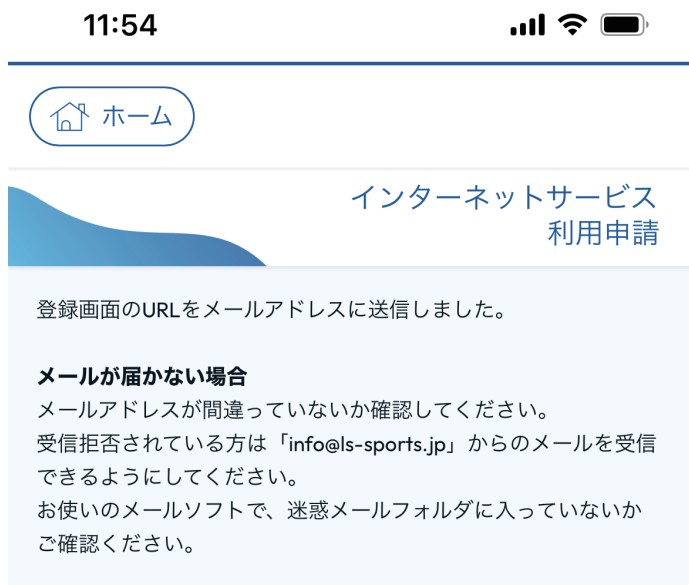 11:54
ホーム
インターネットサービス
利用申請
登録画面のURLをメールアドレスに送信しました。
メールが届かない場合
メールアドレスが間違っていないか確認してください。
受信拒否されている方は「info@ls-sports.jp」からのメールを受信
できるようにしてください。
お使いのメールソフトで、迷惑メールフォルダに入っていないか
ご確認ください。